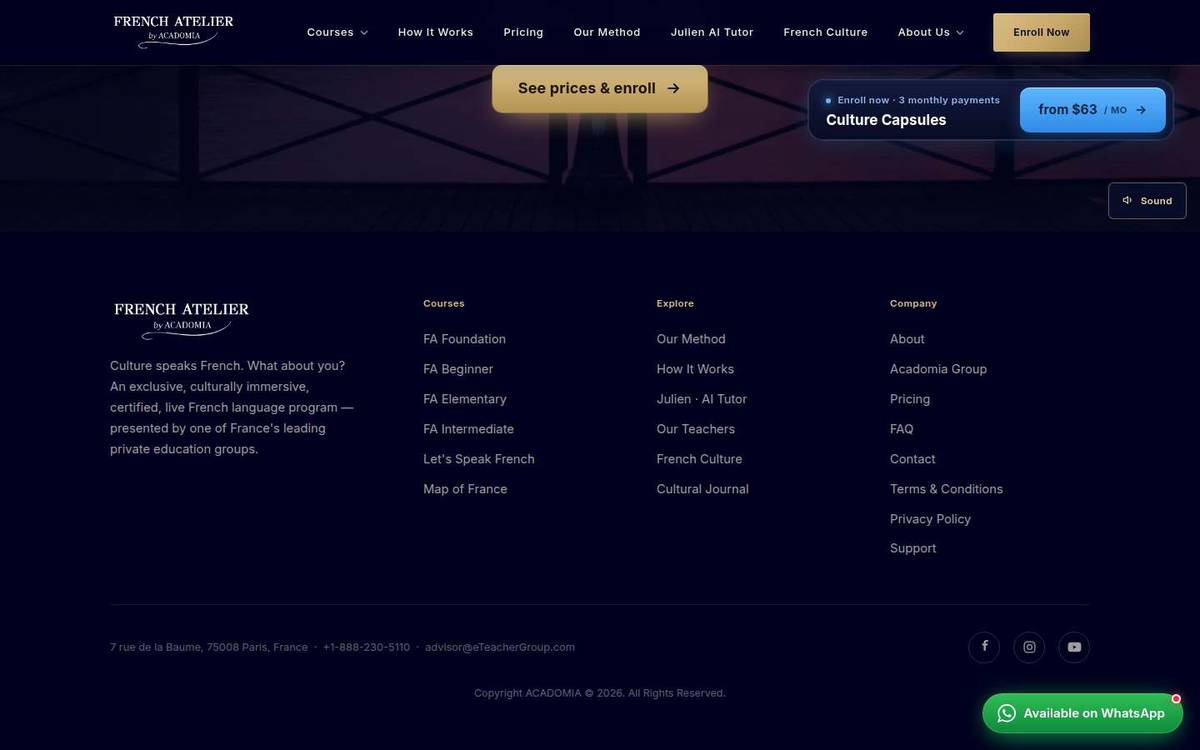 FRENCH ATELIER
by ACADOMIA
Courses
How It Works
Pricing
Our Method
Julien AI Tutor
French Culture
About Us
Enroll Now
See prices & enroll →
Enroll now · 3 monthly payments
Culture Capsules
from $63 / MO →
Sound
FRENCH ATELIER
by ACADOMIA
Culture speaks French. What about you?
An exclusive, culturally immersive,
certified, live French language program —
presented by one of France's leading
private education groups.
Courses
FA Foundation
FA Beginner
FA Elementary
FA Intermediate
Let's Speak French
Map of France
Explore
Our Method
How It Works
Julien · AI Tutor
Our Teachers
French Culture
Cultural Journal
Company
About
Acadomia Group
Pricing
FAQ
Contact
Terms & Conditions
Privacy Policy
Support
7 rue de la Baume, 75008 Paris, France · +1-888-230-5110 · advisor@eTeacherGroup.com
Copyright ACADOMIA © 2026. All Rights Reserved.
Available on WhatsApp